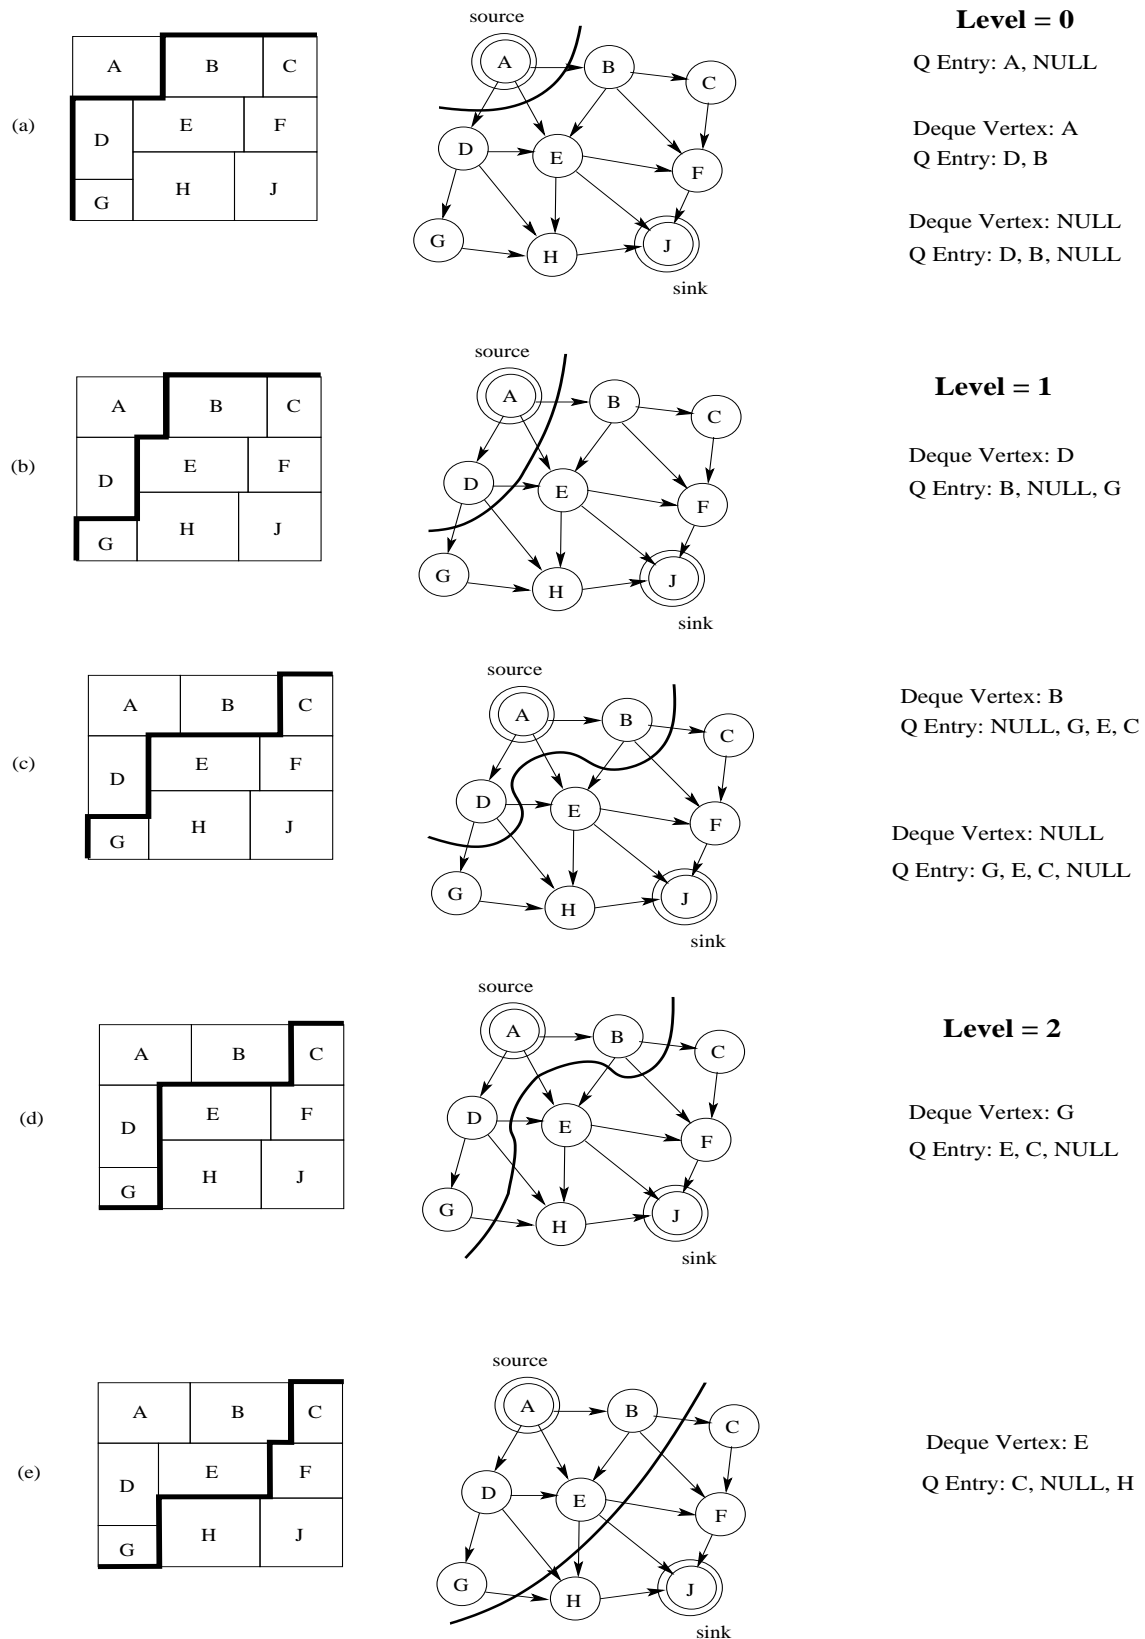 source
Level = 0
A
B
C
D
E
F
G
H
J
(a)
A
B
C
D
E
F
G
H
J
sink
Q Entry: A, NULL
Deque Vertex: A
Q Entry: D, B
Deque Vertex: NULL
Q Entry: D, B, NULL
source
Level = 1
A
B
C
D
E
F
G
H
J
(b)
A
B
C
D
E
F
G
H
J
sink
Deque Vertex: D
Q Entry: B, NULL, G
source
A
B
C
D
E
F
G
H
J
(c)
A
B
C
D
E
F
G
H
J
sink
Deque Vertex: B
Q Entry: NULL, G, E, C
Deque Vertex: NULL
Q Entry: G, E, C, NULL
source
Level = 2
A
B
C
D
E
F
G
H
J
(d)
A
B
C
D
E
F
G
H
J
sink
Deque Vertex: G
Q Entry: E, C, NULL
source
A
B
C
D
E
F
G
H
J
(e)
A
B
C
D
E
F
G
H
J
sink
Deque Vertex: E
Q Entry: C, NULL, H